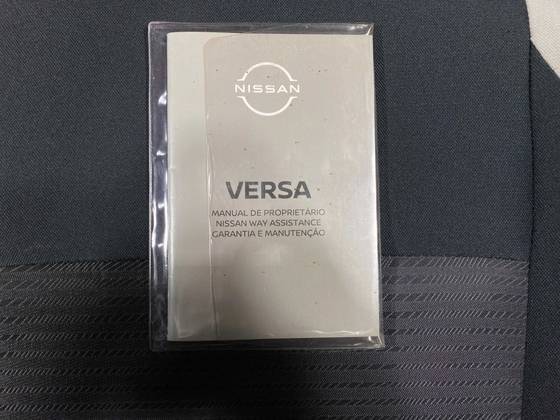 NISSAN
VERSA
MANUAL DE PROPRIETÁRIO
NISSAN WAY ASSISTANCE
GARANTIA E MANUTENÇÃO